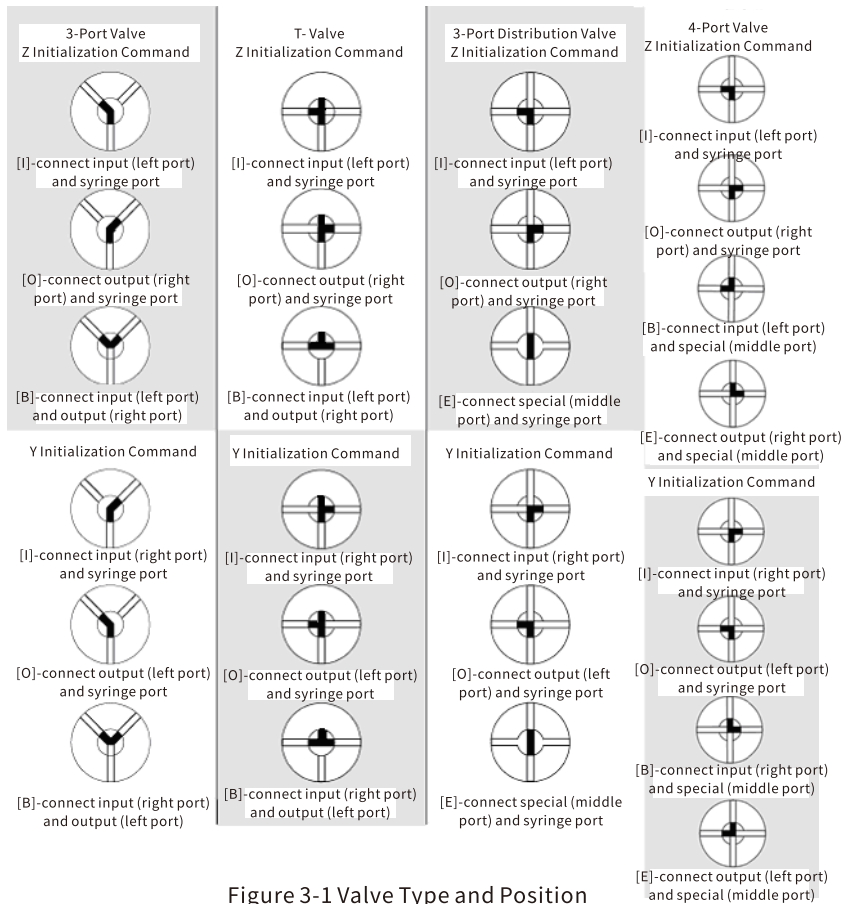 3-Port Valve
Z Initialization Command
[I]-connect input (left port)
and syringe port
[O]-connect output (right
port) and syringe port
[B]-connect input (left port)
and output (right port)
Y Initialization Command
[I]-connect input (right port)
and syringe port
[O]-connect output (left port)
and syringe port
[B]-connect input (right port)
and output (left port)
T- Valve
Z Initialization Command
[I]-connect input (left port)
and syringe port
[O]-connect output (right
port) and syringe port
[B]-connect input (left port)
and output (right port)
Y Initialization Command
[I]-connect input (right port)
and syringe port
[O]-connect output (left port)
and syringe port
[B]-connect input (right port)
and output (left port)
3-Port Distribution Valve
Z Initialization Command
[I]-connect input (left port)
and syringe port
[O]-connect output (right
port) and syringe port
[E]-connect special (middle
port) and syringe port
Y Initialization Command
[I]-connect input (right port)
and syringe port
[O]-connect output (left
port) and syringe port
[E]-connect special (middle
port) and syringe port
4-Port Valve
Z Initialization Command
[I]-connect input (left port)
and syringe port
[O]-connect output (right
port) and syringe port
[B]-connect input (left port)
and special (middle port)
[E]-connect output (right port)
and special (middle port)
Y Initialization Command
[I]-connect input (right port)
and syringe port
[O]-connect output (left port)
and syringe port
[B]-connect input (right port)
and special (middle port)
[E]-connect output (left port)
and special (middle port)
Figure 3-1 Valve Type and Position